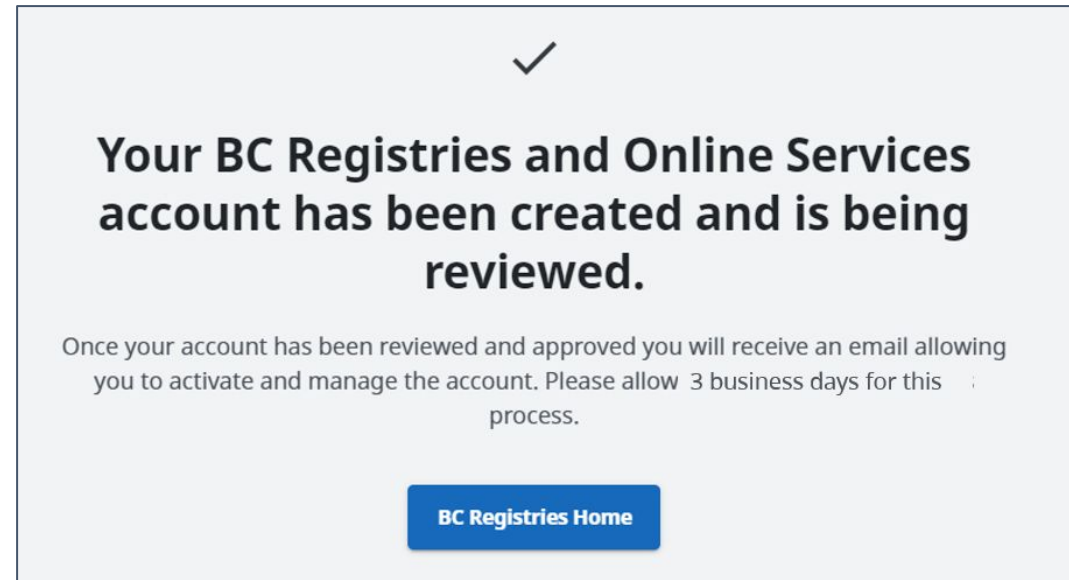 Your BC Registries and Online Services
account has been created and is being
reviewed.
Once your account has been reviewed and approved you will receive an email allowing
you to activate and manage the account. Please allow 3 business days for this
process.
BC Registries Home